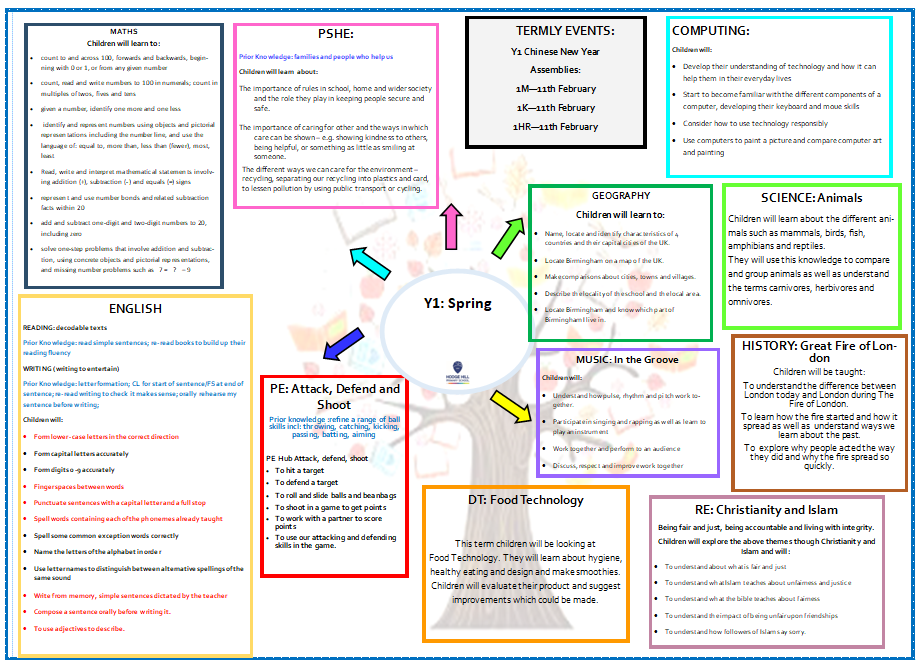 MATHS
Children will learn to:
• count to and across 100, forwards and backwards, begin-
ning with 0 or 1, or from any given number
• count, read and write numbers to 100 in numerals; count in
multiples of twos, fives and tens
• given a number, identify one more and one less
• identify and represent numbers using objects and pictorial
representations including the number line, and use the
language of: equal to, more than, less than (fewer), most,
least
• Read, write and interpret mathematical statements involv-
ing addition (+), subtraction (-) and equals (=) signs
• represent and use number bonds and related subtraction
facts within 20
• add and subtract one-digit and two-digit numbers to 20,
including zero
• solve one-step problems that involve addition and subtrac-
tion, using concrete objects and pictorial representations,
and missing number problems such as 7 = ? – 9
PSHE:
Prior Knowledge: families and people who help us
Children will learn about:
The importance of rules in school, home and wider society
and the role they play in keeping people secure and
safe.
The importance of caring for other and the ways in which
care can be shown – e.g. showing kindness to others,
being helpful, or something as little as smiling at
someone.
The different ways we can care for the environment –
recycling, separating our recycling into plastics and card,
to lessen pollution by using public transport or cycling.
TERMLY EVENTS:
Y1 Chinese New Year
Assemblies:
1M—11th February
1K—11th February
1HR—11th February
COMPUTING:
Children will:
• Develop their understanding of technology and how it can
help them in their everyday lives
• Start to become familiar with the different components of a
computer, developing their keyboard and moue skills
• Consider how to use technology responsibly
• Use computers to paint a picture and compare computer art
and painting
GEOGRAPHY
Children will learn to:
• Name, locate and identify characteristics of 4
countries and their capital cities of the UK.
• Locate Birmingham on a map of the UK.
• Make comparisons about cities, towns and villages.
• Describe the locality of the school and the local area.
• Locate Birmingham and know which part of
Birmingham I live in.
SCIENCE: Animals
Children will learn about the different ani-
mals such as mammals, birds, fish,
amphibians and reptiles.
They will use this knowledge to compare
and group animals as well as understand
the terms carnivores, herbivores and
omnivores.
Y1: Spring
HODGE HILL
PRIMARY SCHOOL
ENGLISH
READING: decodable texts
Prior Knowledge: read simple sentences; re-read books to build up their
reading fluency
WRITING (writing to entertain)
Prior Knowledge: letter formation; CL for start of sentence/FS at end of
sentence; re-read writing to check it makes sense; orally rehearse my
sentence before writing;
Children will:
• Form lower-case letters in the correct direction
• Form capital letters accurately
• Form digits 0 -9 accurately
• Finger spaces between words
• Punctuate sentences with a capital letter and a full stop
• Spell words containing each of the phonemes already taught
• Spell some common exception words correctly
• Name the letters of the alphabet in order
• Use letter names to distinguish between alternative spellings of the
same sound
• Write from memory, simple sentences dictated by the teacher
• Compose a sentence orally before writing it.
• To use adjectives to describe.
PE: Attack, Defend and
Shoot
Prior knowledge :refine a range of ball
skills incl: throwing, catching, kicking,
passing, batting, aiming
PE Hub Attack, defend, shoot
• To hit a target
• To defend a target
• To roll and slide balls and beanbags
• To shoot in a game to get points
• To work with a partner to score
points
• To use our attacking and defending
skills in the game.
MUSIC: In the Groove
Children will:
• Understand how pulse, rhythm and pitch work to-
gether.
• Participate in singing and rapping as well as learn to
play an instrument
• Work together and perform to an audience
• Discuss, respect and improve work together
HISTORY: Great Fire of Lon-
don
Children will be taught:
To understand the difference between
London today and London during The
Fire of London.
To learn how the fire started and how it
spread as well as understand ways we
learn about the past.
To explore why people acted the way
they did and why the fire spread so
quickly.
DT: Food Technology
This term children will be looking at
Food Technology. They will learn about hygiene,
healthy eating and design and make smoothies.
Children will evaluate their product and suggest
improvements which could be made.
RE: Christianity and Islam
Being fair and just, being accountable and living with integrity.
Children will explore the above themes though Christianity and
Islam and will:
• To understand about what is fair and just
• To understand what Islam teaches about unfairness and justice
• To understand what the bible teaches about fairness
• To understand the impact of being unfair upon friendships
• To understand how followers of Islam say sorry.